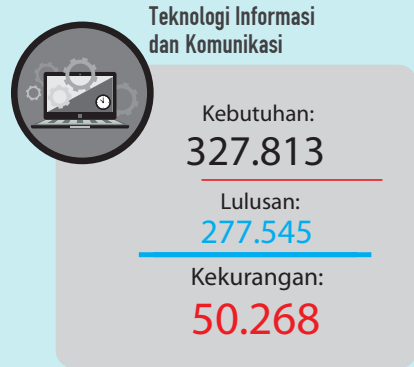 Teknologi Informasi
dan Komunikasi
Kebutuhan:
327.813
Lulusan:
277.545
Kekurangan:
50.268